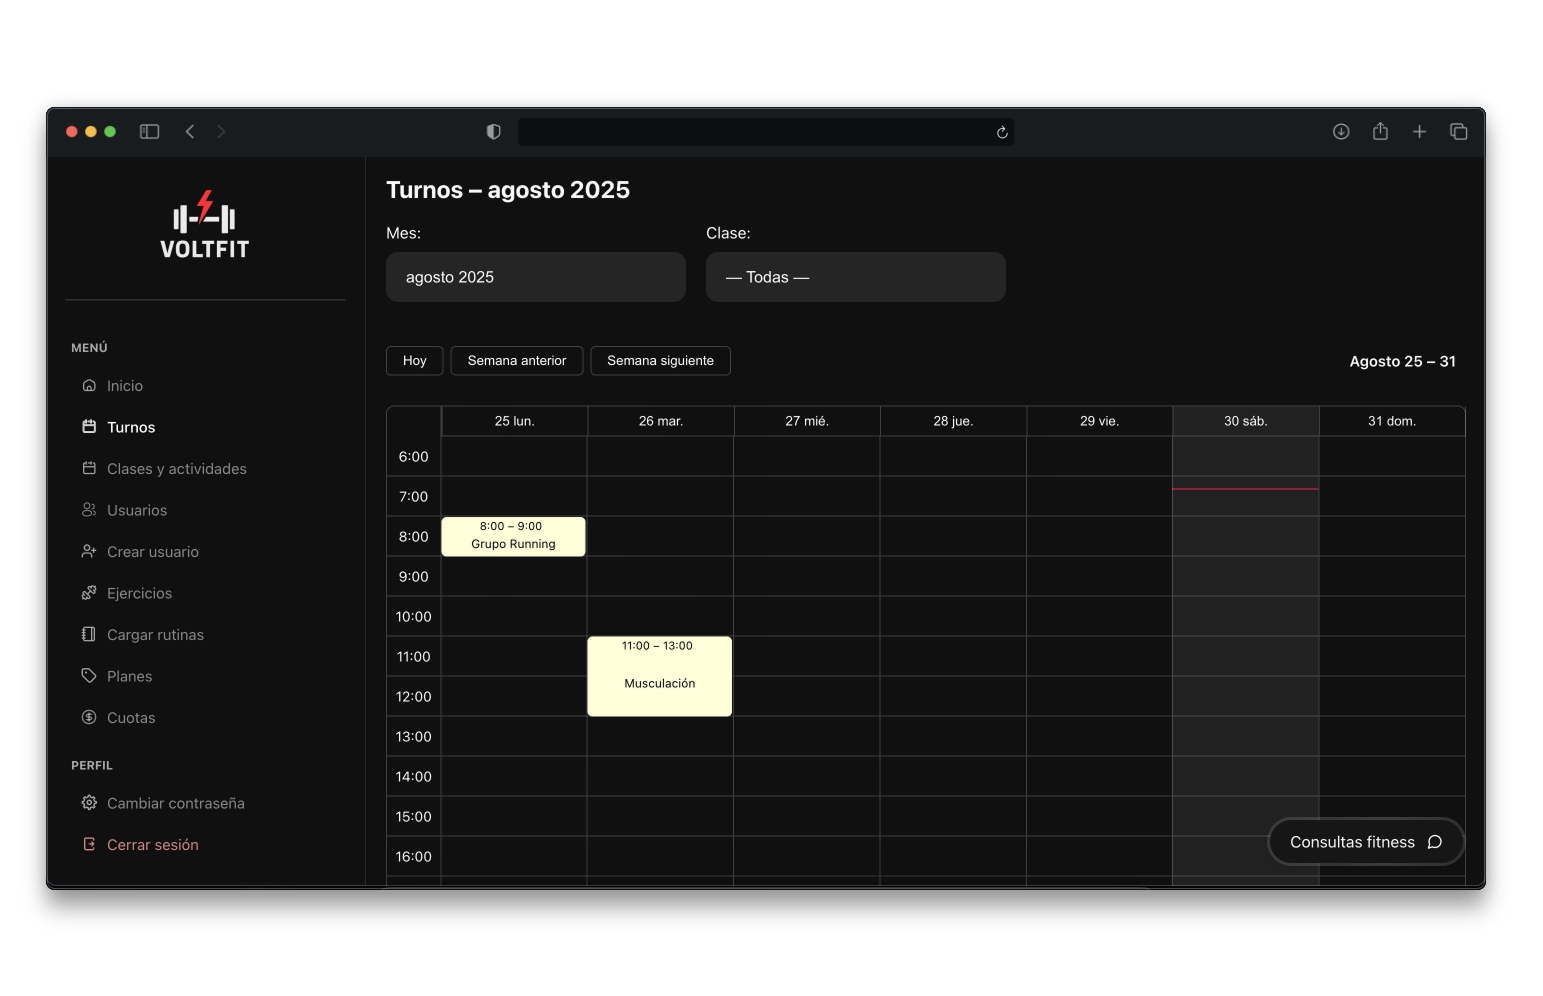 VOLTFIT
MENÚ
Inicio
Turnos
Clases y actividades
Usuarios
Crear usuario
Ejercicios
Cargar rutinas
Planes
Cuotas
PERFIL
Cambiar contraseña
Cerrar sesión
Turnos – agosto 2025
Mes: Clase:
agosto 2025 — Todas —
Hoy Semana anterior Semana siguiente Agosto 25 – 31
25 lun. 26 mar. 27 mié. 28 jue. 29 vie. 30 sáb. 31 dom.
6:00
7:00
8:00 – 9:00
8:00
Grupo Running
9:00
10:00
11:00 – 13:00
11:00
Musculación
12:00
13:00
14:00
15:00
Consultas fitness
16:00